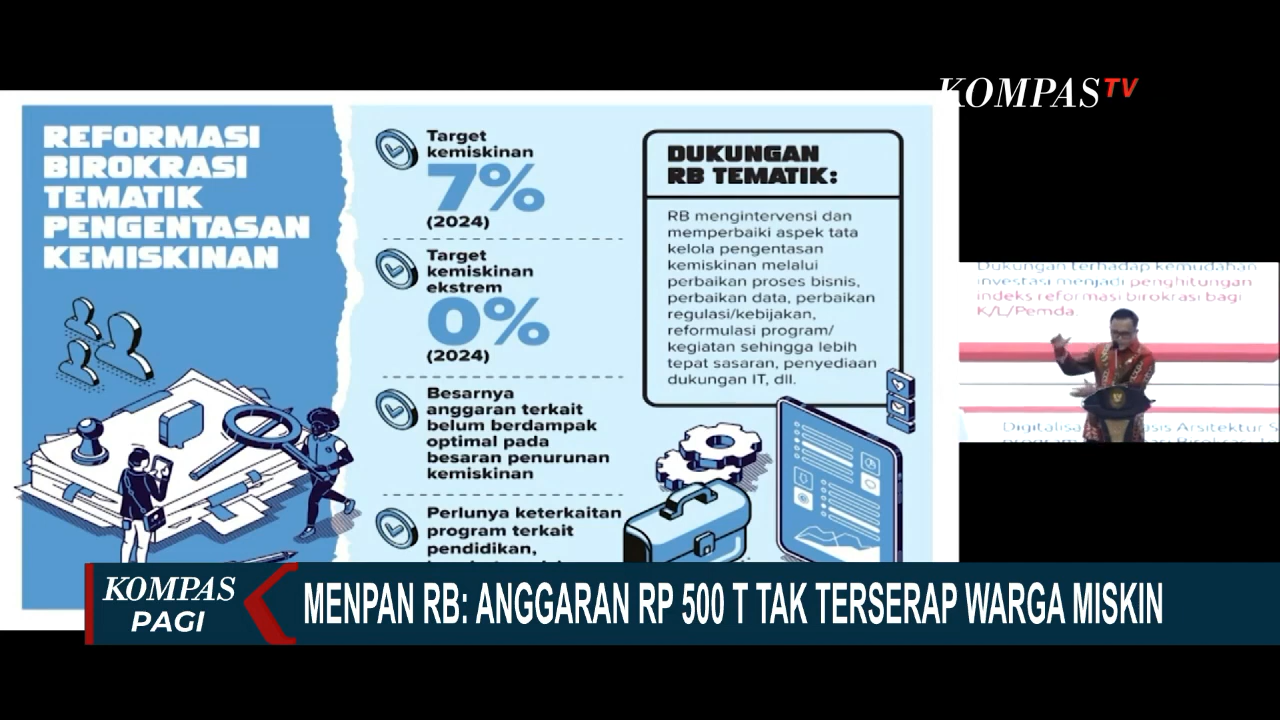 KOMPASTV
REFORMASI
BIROKRASI
TEMATIK
PENGENTASAN
KEMISKINAN
Target
kemiskinan
7%
(2024)
Target
kemiskinan
ekstrem
0%
(2024)
Besarnya
anggaran terkait
belum berdampak
optimal pada
besaran penurunan
kemiskinan
Perlunya keterkaitan
program terkait
pendidikan,
DUKUNGAN
RB TEMATIK:
RB mengintervensi dan
memperbaiki aspek tata
kelola pengentasan
kemiskinan melalui
perbaikan proses bisnis,
perbaikan data, perbaikan
regulasi/kebijakan,
reformulasi program/
kegiatan sehingga lebih
tepat sasaran, penyediaan
dukungan IT, dll.
Dukungan terhadap kemudahan
investasi menjadi penghitungan
indeks reformasi birokrasi bagi
K/L/Pemda.
Digitalisa
Arsitektur S
KOMPAS
PAGI
MENPAN RB: ANGGARAN RP 500 T TAK TERSERAP WARGA MISKIN